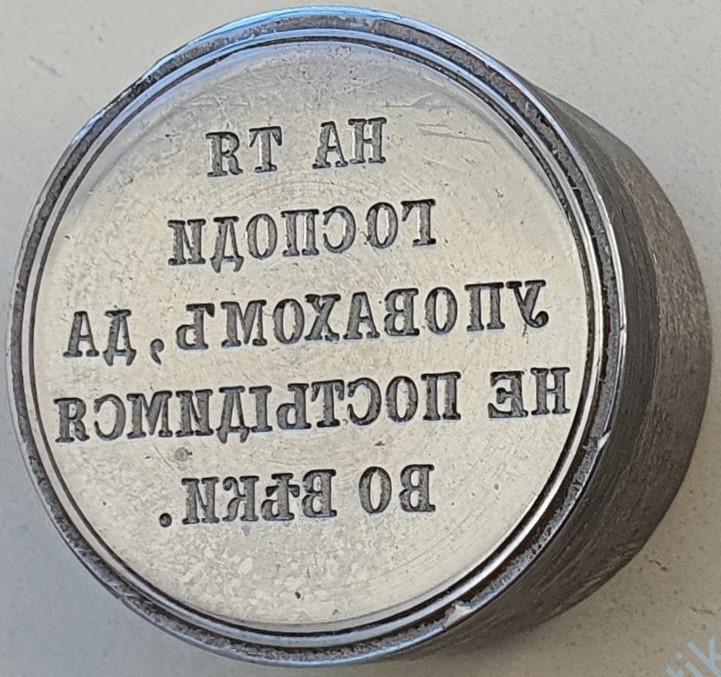 НА ТЯ
ГОСПОДИ
УПОВАХОМЪ, ДА
НЕ ПОСТЫДИМСЯ
ВО ВѢКИ.